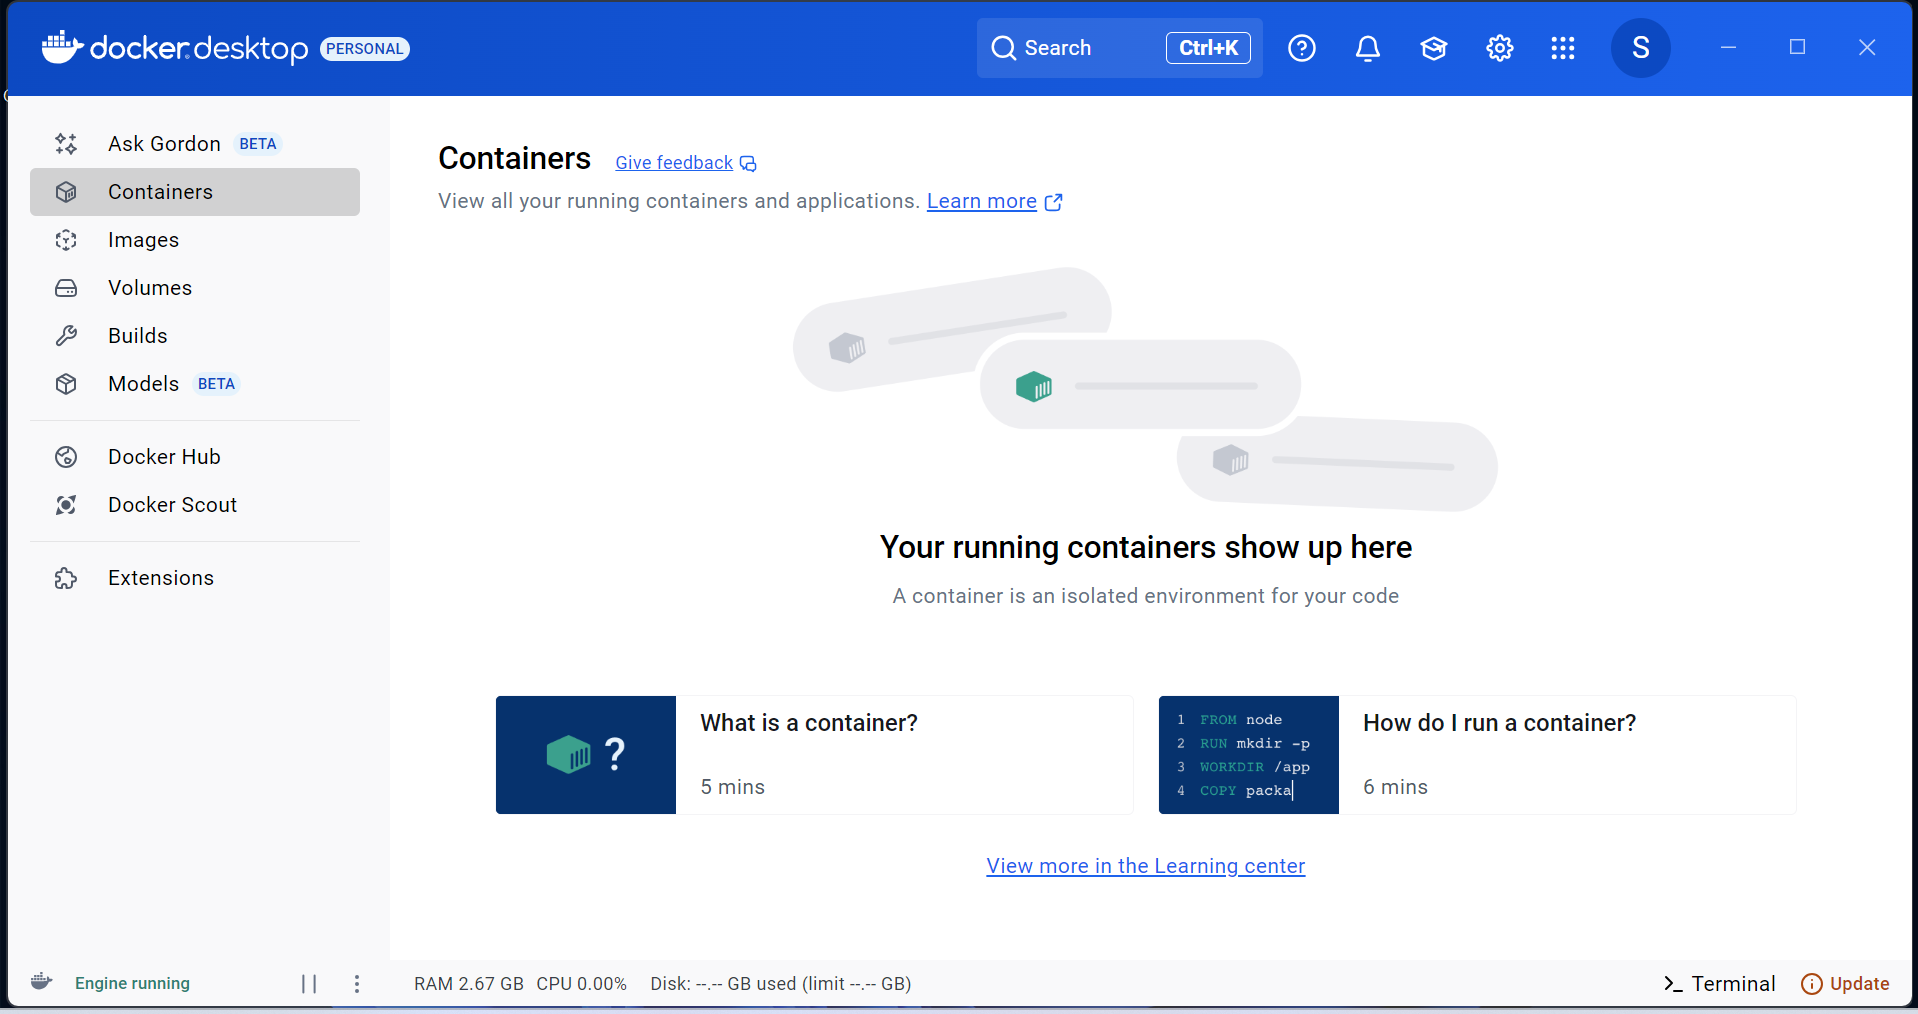 docker desktop PERSONAL
Search Ctrl+K
S
Ask Gordon BETA
Containers
Images
Volumes
Builds
Models BETA
Docker Hub
Docker Scout
Extensions
Containers Give feedback
View all your running containers and applications. Learn more
Your running containers show up here
A container is an isolated environment for your code
?
What is a container?
5 mins
1 FROM node
2 RUN mkdir -p
3 WORKDIR /app
4 COPY packa
How do I run a container?
6 mins
View more in the Learning center
Engine running
RAM 2.67 GB CPU 0.00% Disk: --.-- GB used (limit --.-- GB)
Terminal
Update